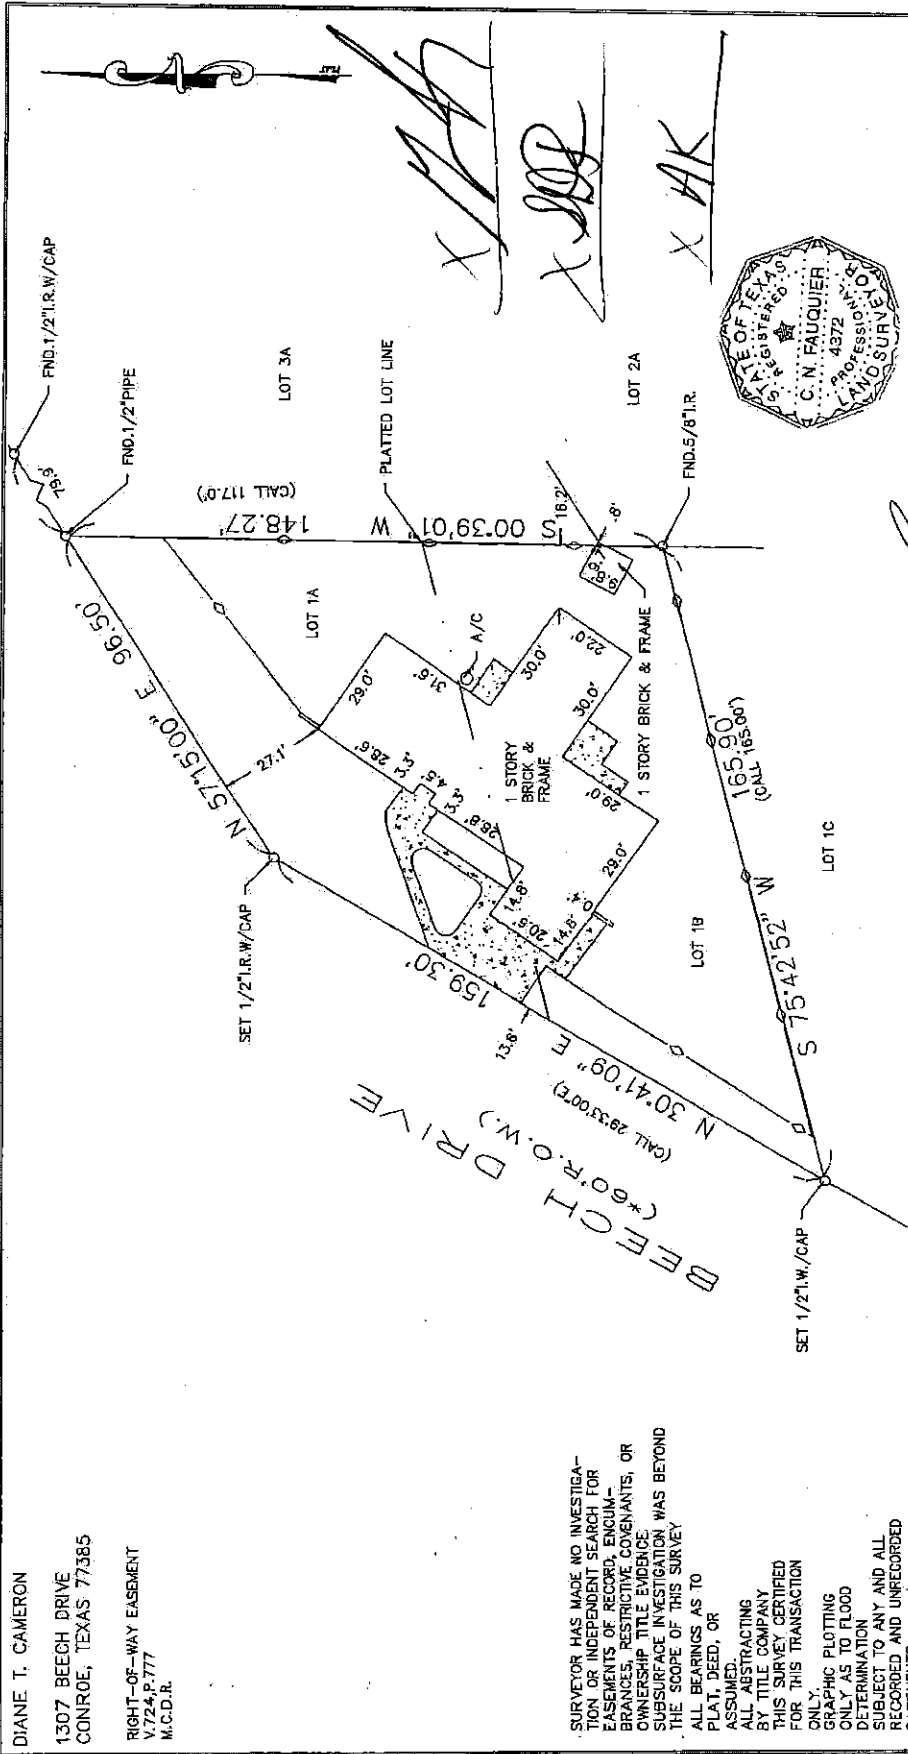 DIANE T. CAMERON
1307 BEECH DRIVE
CONROE, TEXAS 77385
RIGHT-OF-WAY EASEMENT
V.724,P.777
M.C.D.R.
SURVEYOR HAS MADE NO INVESTIGA-
TION OR INDEPENDENT SEARCH FOR
EASEMENTS OF RECORD, ENCUM-
BRANCES, RESTRICTIVE COVENANTS, OR
OWNERSHIP TITLE EVIDENCE.
SUBSURFACE INVESTIGATION WAS BEYOND
THE SCOPE OF THIS SURVEY
ALL BEARINGS AS TO
PLAT, DEED, OR
ASSUMED.
ALL ABSTRACTING
BY TITLE COMPANY
THIS SURVEY CERTIFIED
FOR THIS TRANSACTION
ONLY.
GRAPHIC PLOTTING
ONLY AS TO FLOOD
DETERMINATION
SUBJECT TO ANY AND ALL
RECORDED AND UNRECORDED
FND.1/2"I.R.W/CAP
79.9'
FND.1/2"PIPE
N 57°15'00" E 96.50'
SET 1/2"I.R.W/CAP
27.1'
LOT 3A
(CALL 117.0')
148.27'
S 00°39'01" W
PLATTED LOT LINE
LOT 1A
A/C
29.0'
31.6'
28.6'
3.3'
4.5'
3.3'
28.8'
30.0'
22.0'
30.0'
29.0'
29.0'
1 STORY
BRICK &
FRAME
14.8'
20.6'
14.8'
0.4'
13.8'
16.2'
9.7'
9.8'
.8'
1 STORY BRICK & FRAME
LOT 2A
FND.5/8"I.R.
159.30'
N 30°41'09" E
(CALL 29°33'00"E)
BEECH DRIVE
(*60' R.O.W.)
LOT 1B
165.90'
(CALL 165.00')
S 75°42'52" W
LOT 1C
SET 1/2"I.W./CAP
X
X
X AK
STATE OF TEXAS
REGISTERED
C. N. FAUQUIER
4372
PROFESSIONAL
LAND SURVEYOR